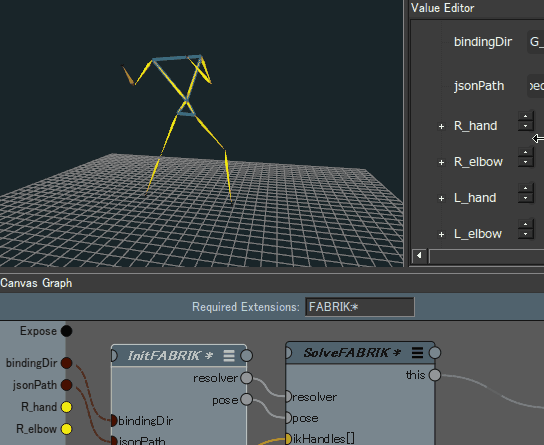 Value Editor
bindingDir
G_
jsonPath
R_hand
R_elbow
L_hand
L_elbow
Canvas Graph
Required Extensions: FABRIK:*
Expose
bindingDir
jsonPath
R_hand
R_elbow
InitFABRIK *
resolver
pose
bindingDir
jsonPath
SolveFABRIK *
this
resolver
pose
ikHandles[]